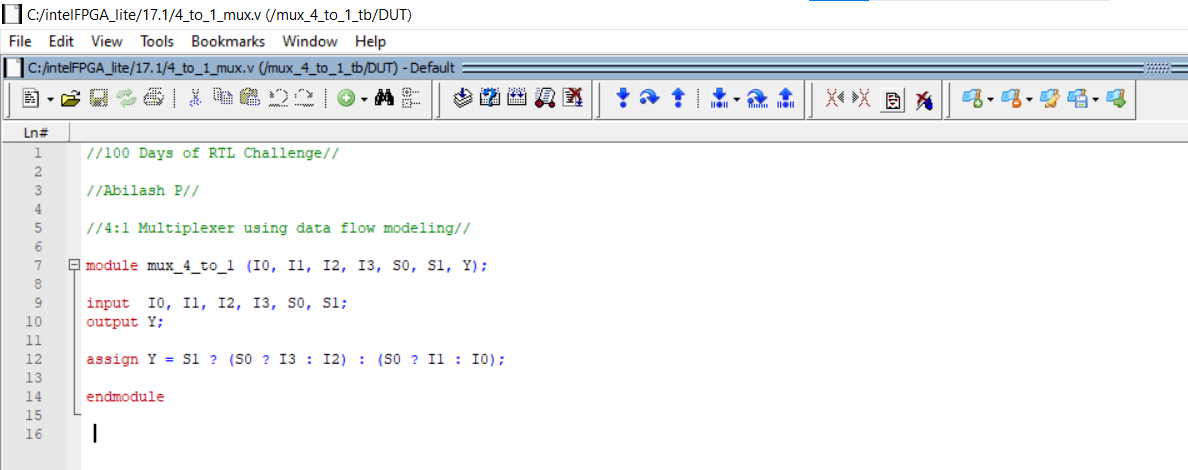 C:/intelFPGA_lite/17.1/4_to_1_mux.v (/mux_4_to_1_tb/DUT)
File Edit View Tools Bookmarks Window Help
C:/intelFPGA_lite/17.1/4_to_1_mux.v (/mux_4_to_1_tb/DUT) - Default
Ln#
1 //100 Days of RTL Challenge//
2
3 //Abilash P//
4
5 //4:1 Multiplexer using data flow modeling//
6
7 module mux_4_to_1 (I0, I1, I2, I3, S0, S1, Y);
8
9 input  I0, I1, I2, I3, S0, S1;
10 output Y;
11
12 assign Y = S1 ? (S0 ? I3 : I2) : (S0 ? I1 : I0);
13
14 endmodule
15
16